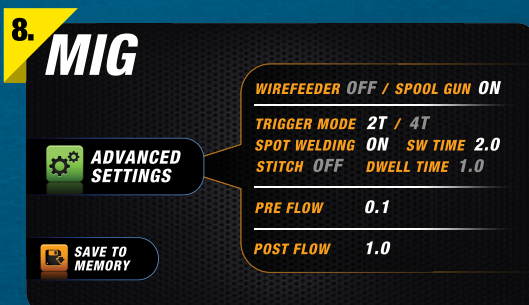 8.
MIG
WIREFEEDER OFF / SPOOL GUN ON
TRIGGER MODE 2T / 4T
SPOT WELDING ON SW TIME 2.0
STITCH OFF DWELL TIME 1.0
ADVANCED
SETTINGS
PRE FLOW 0.1
POST FLOW 1.0
SAVE TO
MEMORY